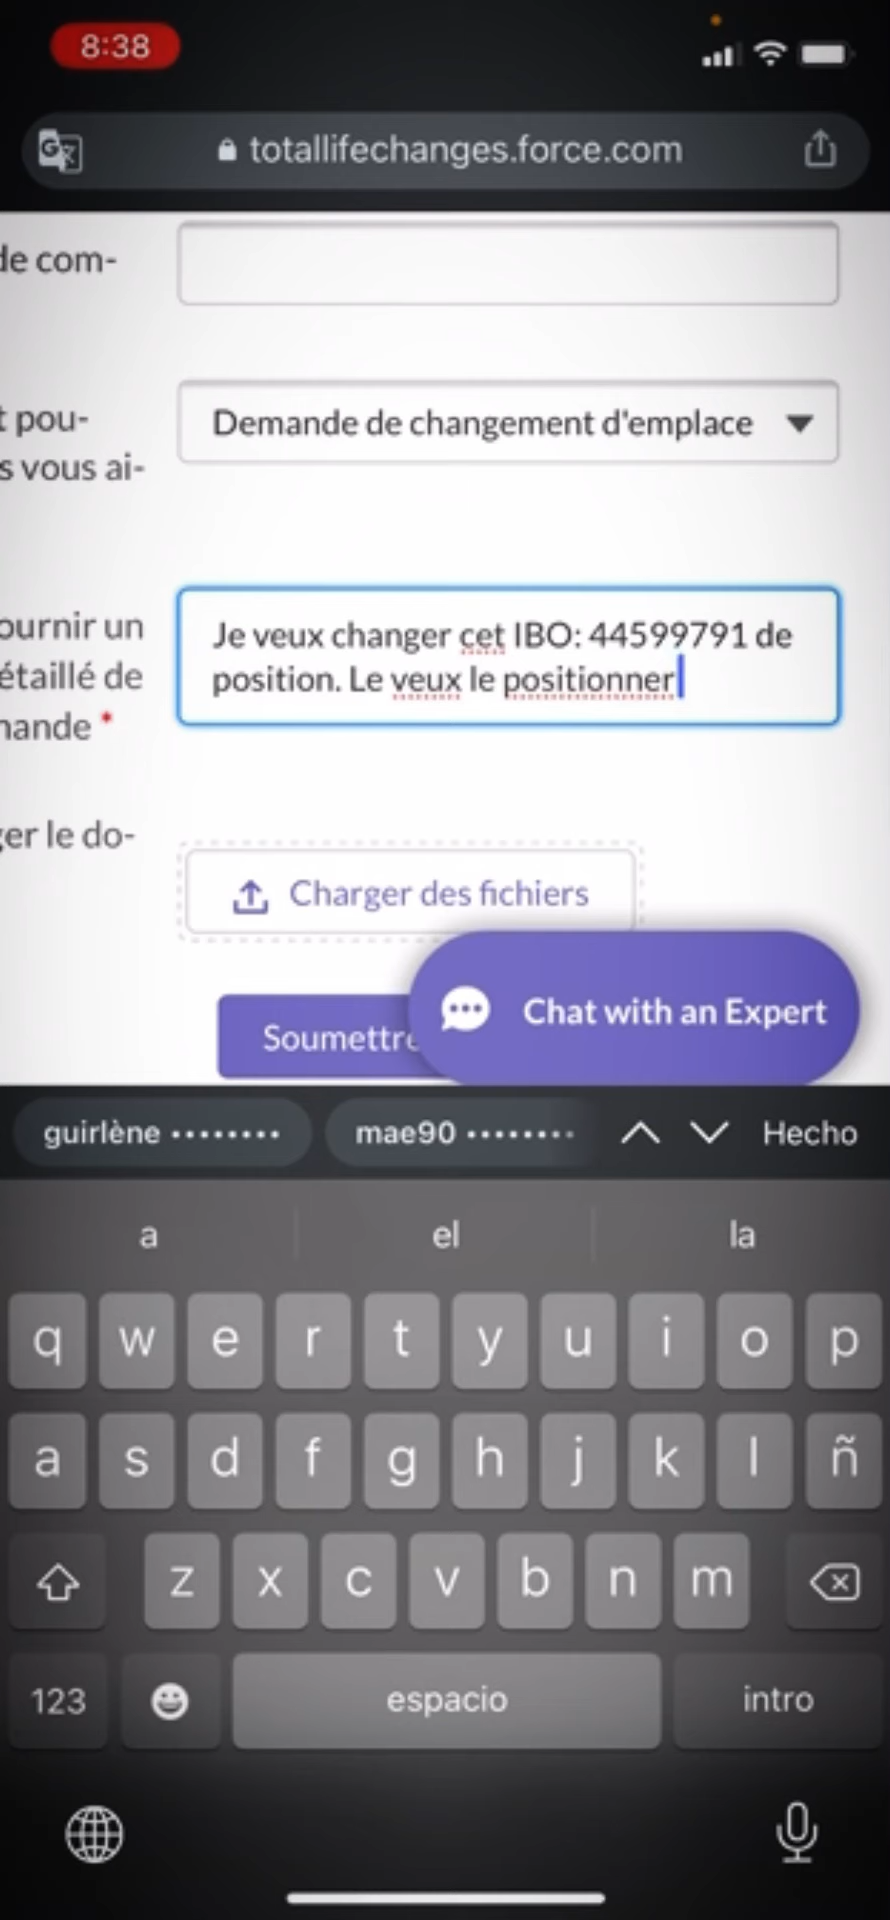 8:38
totallifechanges.force.com
de com-
t pou-
Demande de changement d'emplace
s vous ai-
ournir un
Je veux changer cet IBO: 44599791 de
étaillé de
position. Le veux le positionner
nande *
ger le do-
Charger des fichiers
Chat with an Expert
Soumettre
guirlène ••••••••
mae90 ••••••••
Hecho
a el la
q w e r t y u i o p
a s d f g h j k l ñ
z x c v b n m
123 espacio intro